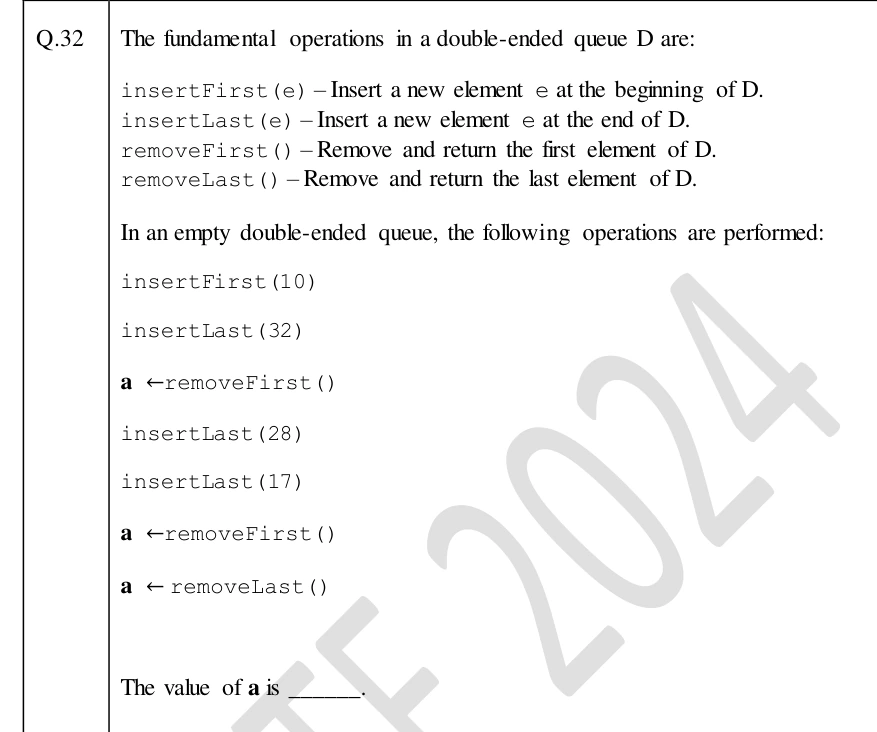 Q.32 The fundamental operations in a double-ended queue D are:
insertFirst(e) – Insert a new element e at the beginning of D.
insertLast(e) – Insert a new element e at the end of D.
removeFirst() – Remove and return the first element of D.
removeLast() – Remove and return the last element of D.
In an empty double-ended queue, the following operations are performed:
insertFirst(10)
insertLast(32)
a ←removeFirst()
insertLast(28)
insertLast(17)
a ←removeFirst()
a ← removeLast()
The value of a is ______.
TE 2024